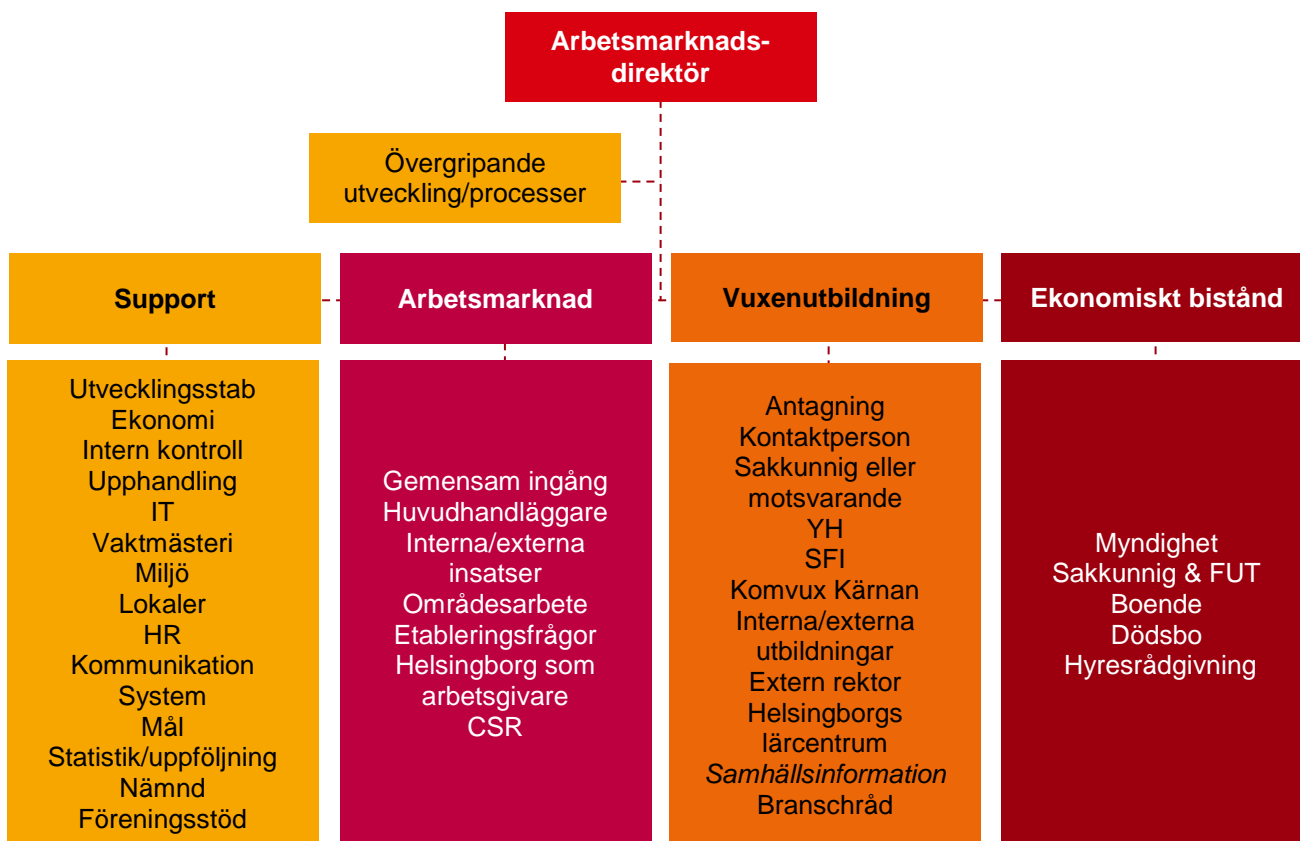 Arbetsmarknads-
direktör
Övergripande
utveckling/processer
Support
Arbetsmarknad
Vuxenutbildning
Ekonomiskt bistånd
Utvecklingsstab
Ekonomi
Intern kontroll
Upphandling
IT
Vaktmästeri
Miljö
Lokaler
HR
Kommunikation
System
Mål
Statistik/uppföljning
Nämnd
Föreningsstöd
Gemensam ingång
Huvudhandläggare
Interna/externa
insatser
Områdesarbete
Etableringsfrågor
Helsingborg som
arbetsgivare
CSR
Antagning
Kontaktperson
Sakkunnig eller
motsvarande
YH
SFI
Komvux Kärnan
Interna/externa
utbildningar
Extern rektor
Helsingborgs
lärcentrum
Samhällsinformation
Branschråd
Myndighet
Sakkunnig & FUT
Boende
Dödsbo
Hyresrådgivning